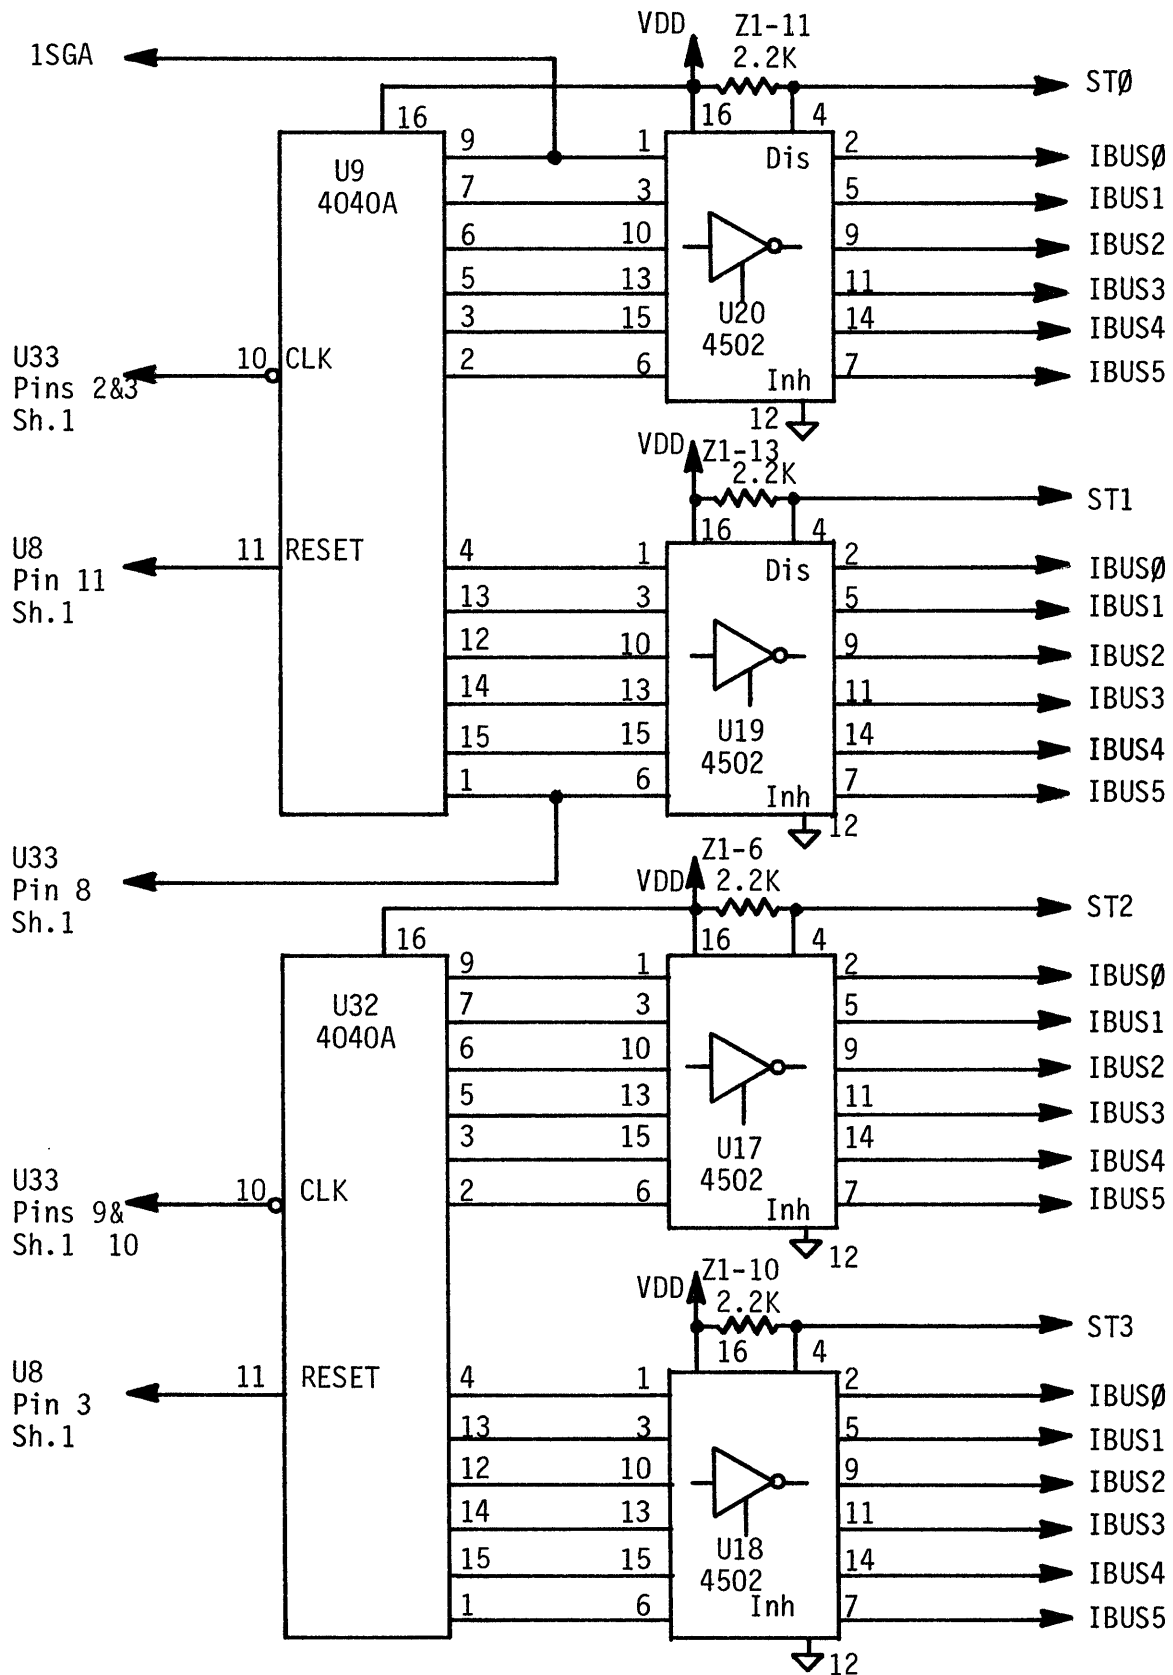 1SGA
VDD
Z1-11
2.2K
STØ
16
16
4
U9
4040A
9 1 Dis 2 IBUSØ
7 3 5 IBUS1
6 10 9 IBUS2
5 13 11 IBUS3
3 15 U20 14 IBUS4
4502
2 6 Inh 7 IBUS5
U33
Pins 2&3
Sh.1
10 CLK
12
VDD
Z1-13
2.2K
ST1
16
4
U8
Pin 11
Sh.1
11 RESET
4 1 Dis 2 IBUSØ
13 3 5 IBUS1
12 10 9 IBUS2
14 13 11 IBUS3
15 15 U19 14 IBUS4
4502
1 6 Inh 7 IBUS5
12
U33
Pin 8
Sh.1
Z1-6
VDD
2.2K
ST2
16
16
4
U32
4040A
9 1 2 IBUSØ
7 3 5 IBUS1
6 10 9 IBUS2
5 13 11 IBUS3
3 15 U17 14 IBUS4
4502
2 6 Inh 7 IBUS5
U33
Pins 9&
Sh.1 10
10 CLK
12
Z1-10
VDD
2.2K
ST3
16
4
U8
Pin 3
Sh.1
11 RESET
4 1 2 IBUSØ
13 3 5 IBUS1
12 10 9 IBUS2
14 13 11 IBUS3
15 15 U18 14 IBUS4
4502
1 6 Inh 7 IBUS5
12